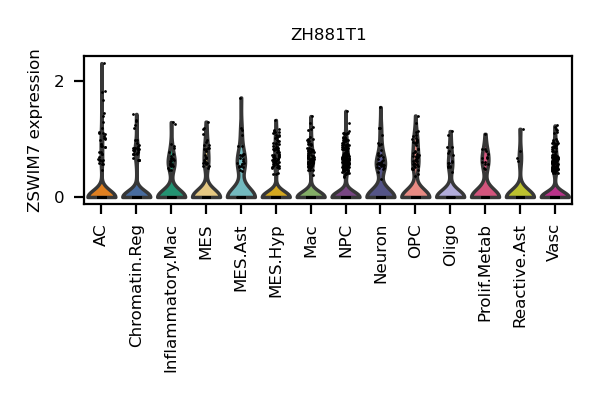 ZH881T1
ZSWIM7 expression
2
0
AC
Chromatin.Reg
Inflammatory.Mac
MES
MES.Ast
MES.Hyp
Mac
NPC
Neuron
OPC
Oligo
Prolif.Metab
Reactive.Ast
Vasc